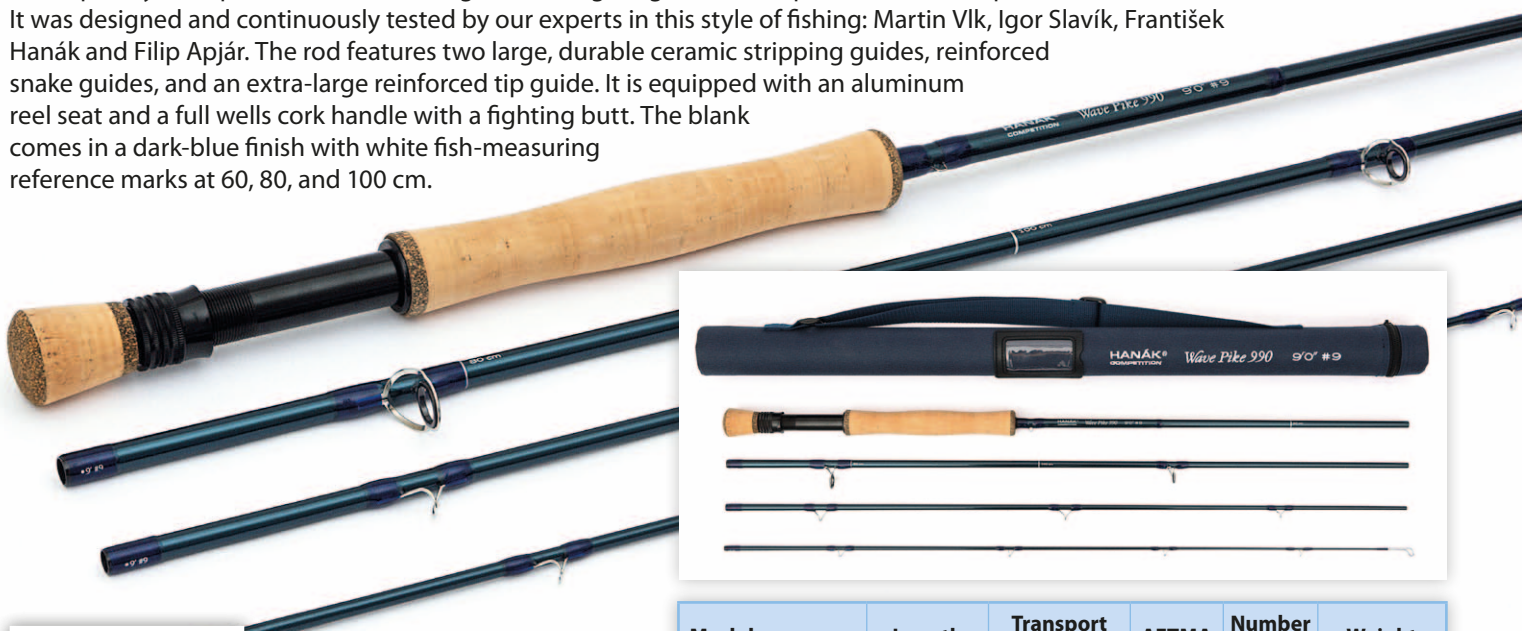 It was designed and continuously tested by our experts in this style of fishing: Martin Vlk, Igor Slavík, František
Hanák and Filip Apjár. The rod features two large, durable ceramic stripping guides, reinforced
snake guides, and an extra-large reinforced tip guide. It is equipped with an aluminum
reel seat and a full wells cork handle with a fighting butt. The blank
comes in a dark-blue finish with white fish-measuring
reference marks at 60, 80, and 100 cm.
HANÁK
COMPETITION
Wave Pike 990 9'0" #9
100 cm
80 cm
• 9' #9
• 9' #9
HANÁK®
COMPETITION
Wave Pike 990 9'0" #9
Transport
Number